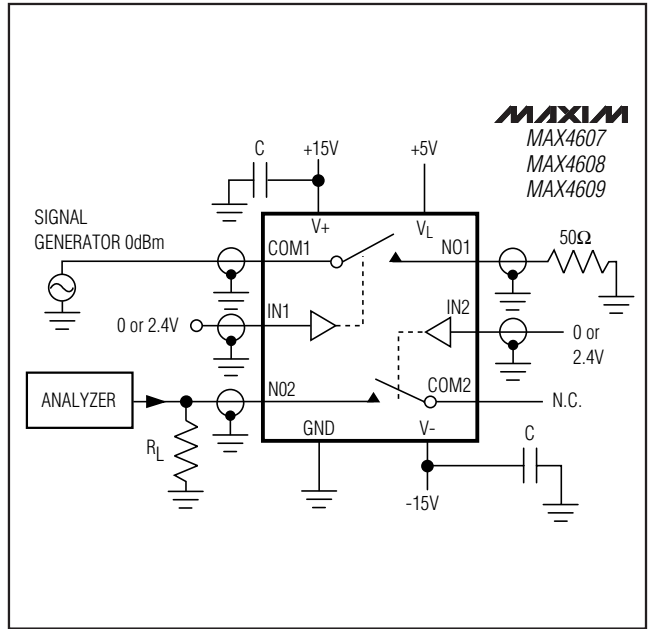 MAXIM
MAX4607
MAX4608
MAX4609
C
+15V
+5V
SIGNAL
GENERATOR 0dBm
V+
VL
COM1
NO1
50Ω
IN1
IN2
0 or 2.4V
0 or
2.4V
ANALYZER
N02
COM2
N.C.
RL
GND
V-
C
-15V